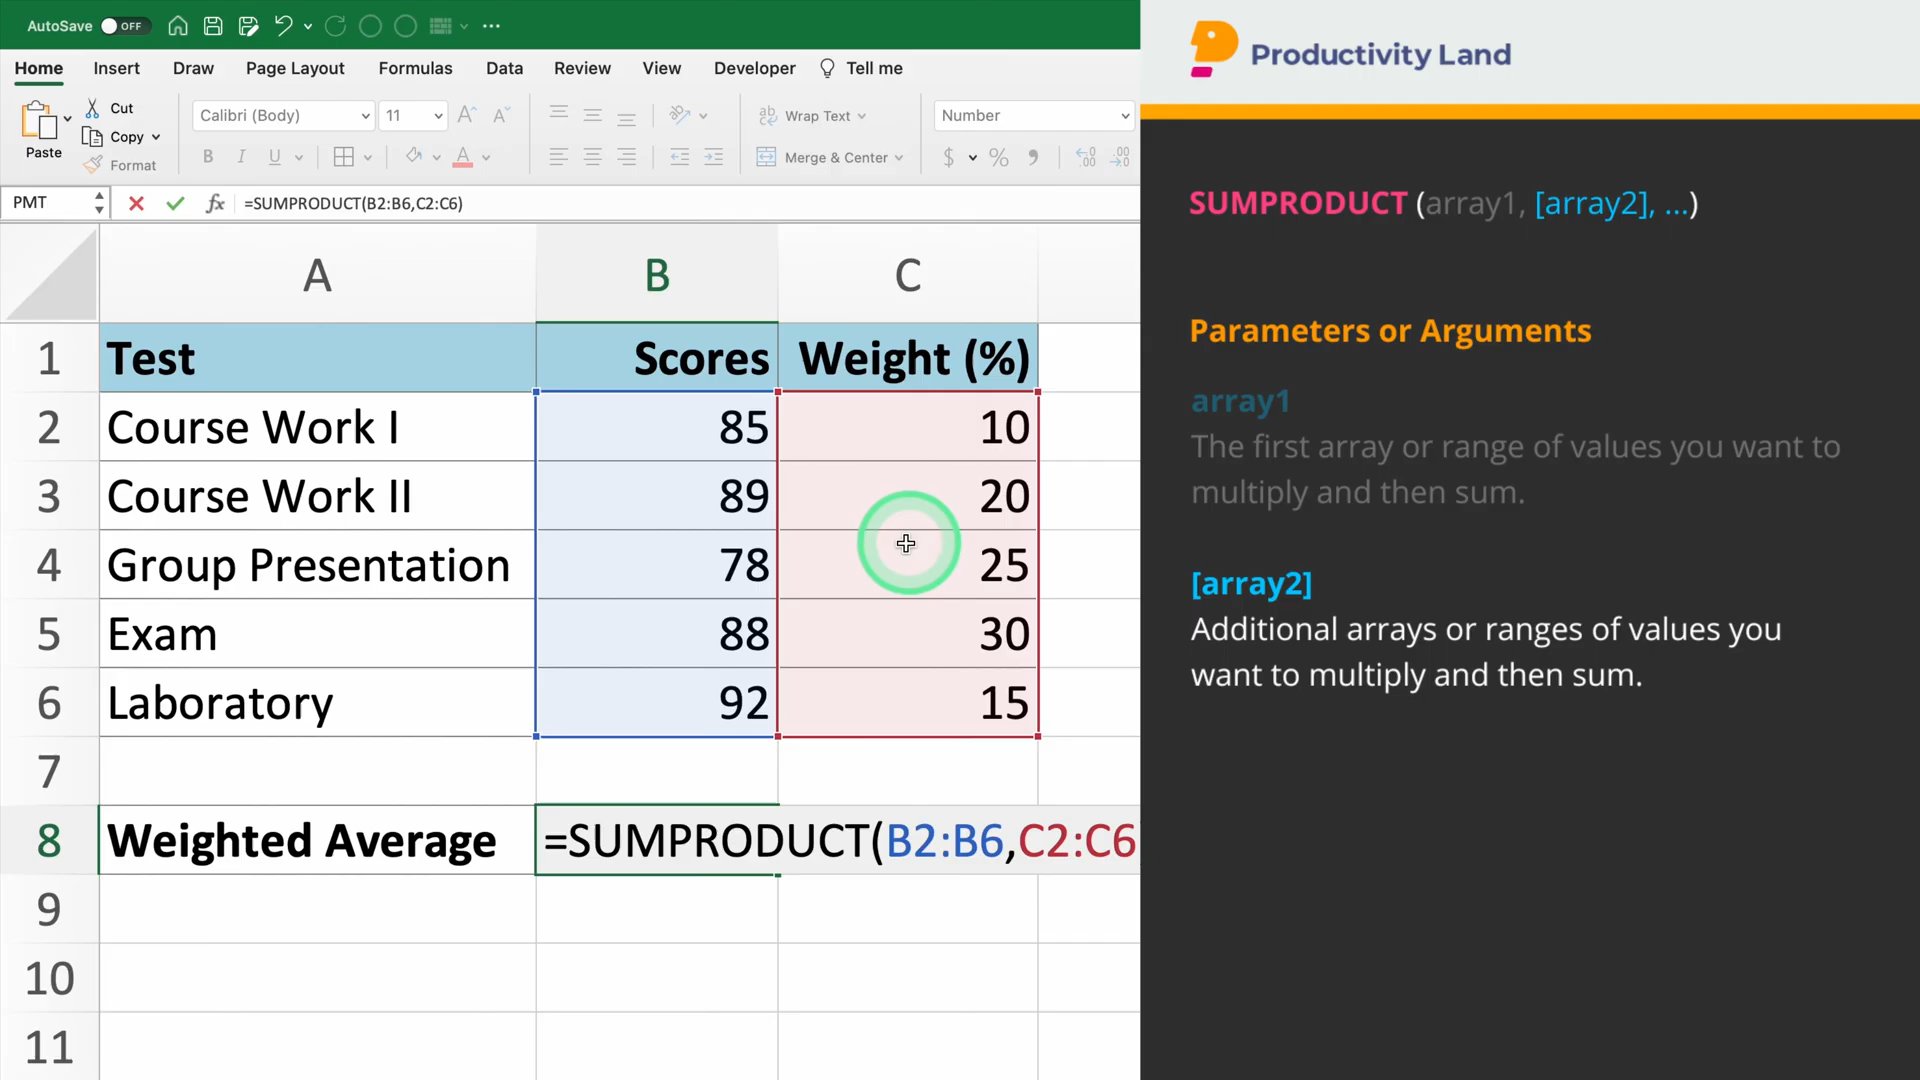 AutoSave OFF
Home Insert Draw Page Layout Formulas Data Review View Developer Tell me
Paste
Cut
Copy
Format
Calibri (Body) 11
B I U A
Wrap Text
Merge & Center
Number
$ % 9
PMT fx =SUMPRODUCT(B2:B6,C2:C6)
A B C
1 Test Scores Weight (%)
2 Course Work I 85 10
3 Course Work II 89 20
4 Group Presentation 78 25
5 Exam 88 30
6 Laboratory 92 15
7
8 Weighted Average =SUMPRODUCT(B2:B6,C2:C6
9
10
11
Productivity Land
SUMPRODUCT (array1, [array2], ...)
Parameters or Arguments
array1
The first array or range of values you want to
multiply and then sum.
[array2]
Additional arrays or ranges of values you
want to multiply and then sum.